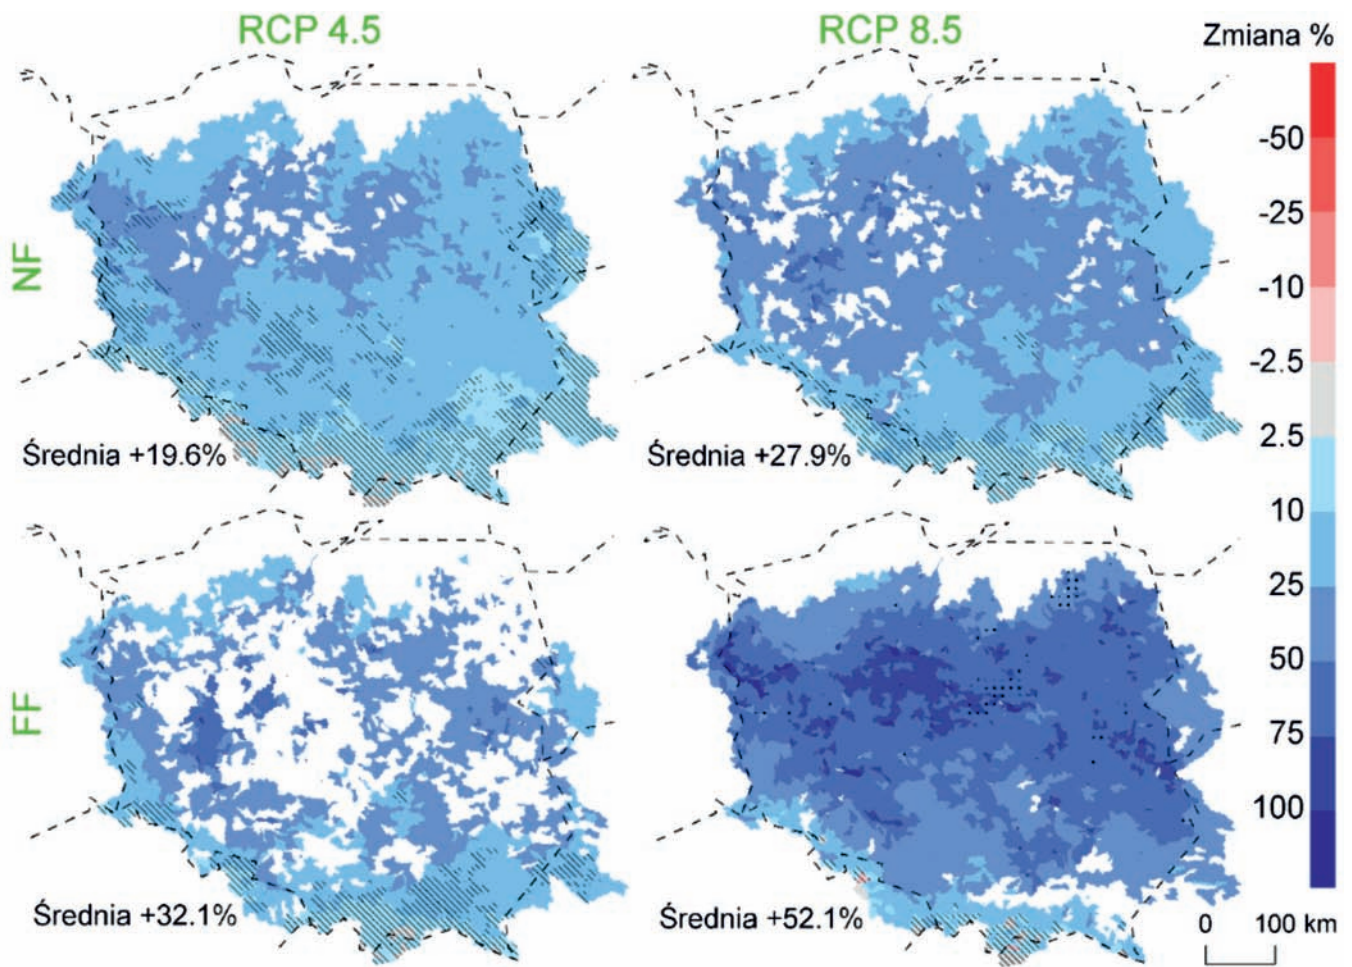 RCP 4.5
RCP 8.5
Zmiana %
-50
-25
-10
-2.5
2.5
10
25
50
75
100
NF
Średnia +19.6%
Średnia +27.9%
FF
Średnia +32.1%
Średnia +52.1%
0 100 km